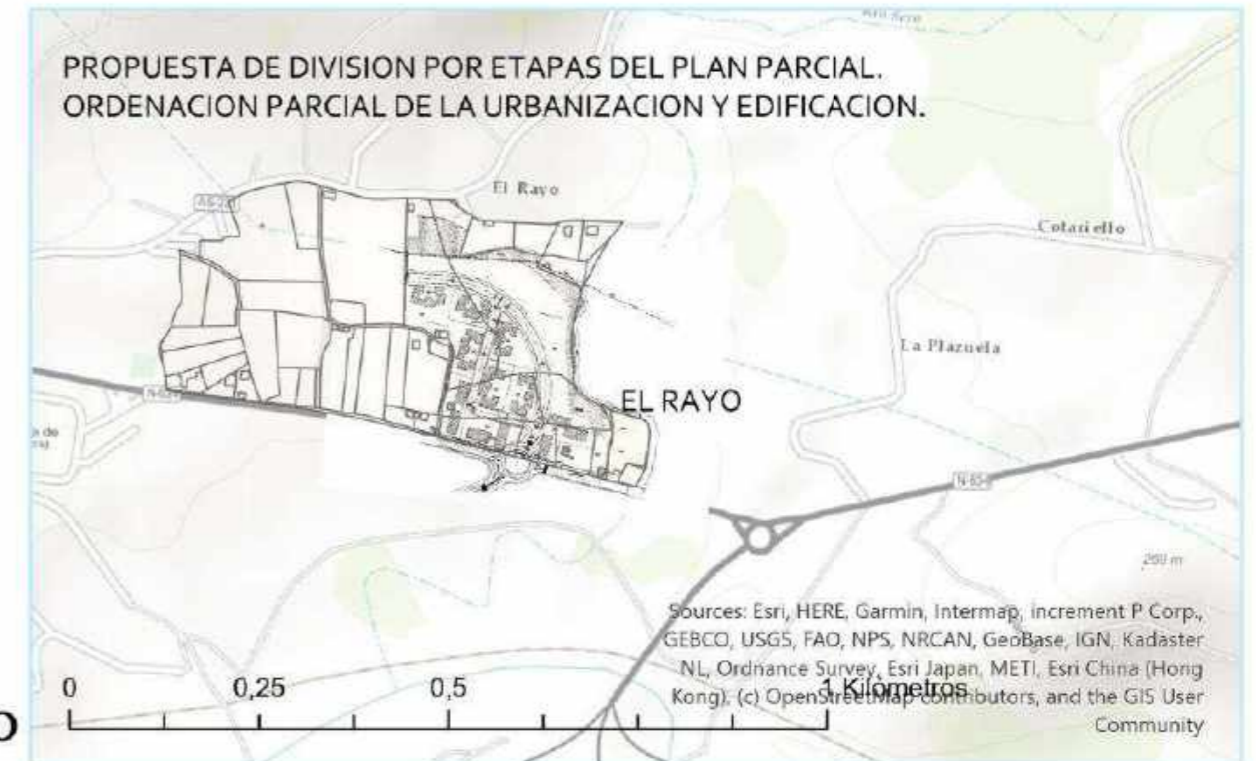 PROPUESTA DE DIVISION POR ETAPAS DEL PLAN PARCIAL.
ORDENACION PARCIAL DE LA URBANIZACION Y EDIFICACION.
El Rayo
Colariello
La Plazuela
EL RAYO
260 m
Sources: Esri, HERE, Garmin, Intermap, increment P Corp.,
GEBCO, USGS, FAO, NPS, NRCAN, GeoBase, IGN, Kadaster
NL, Ordnance Survey, Esri Japan, METI, Esri China (Hong
Kong), (c) OpenStreetMap contributors, and the GIS User
Community
0 0,25 0,5 1 Kilómetros